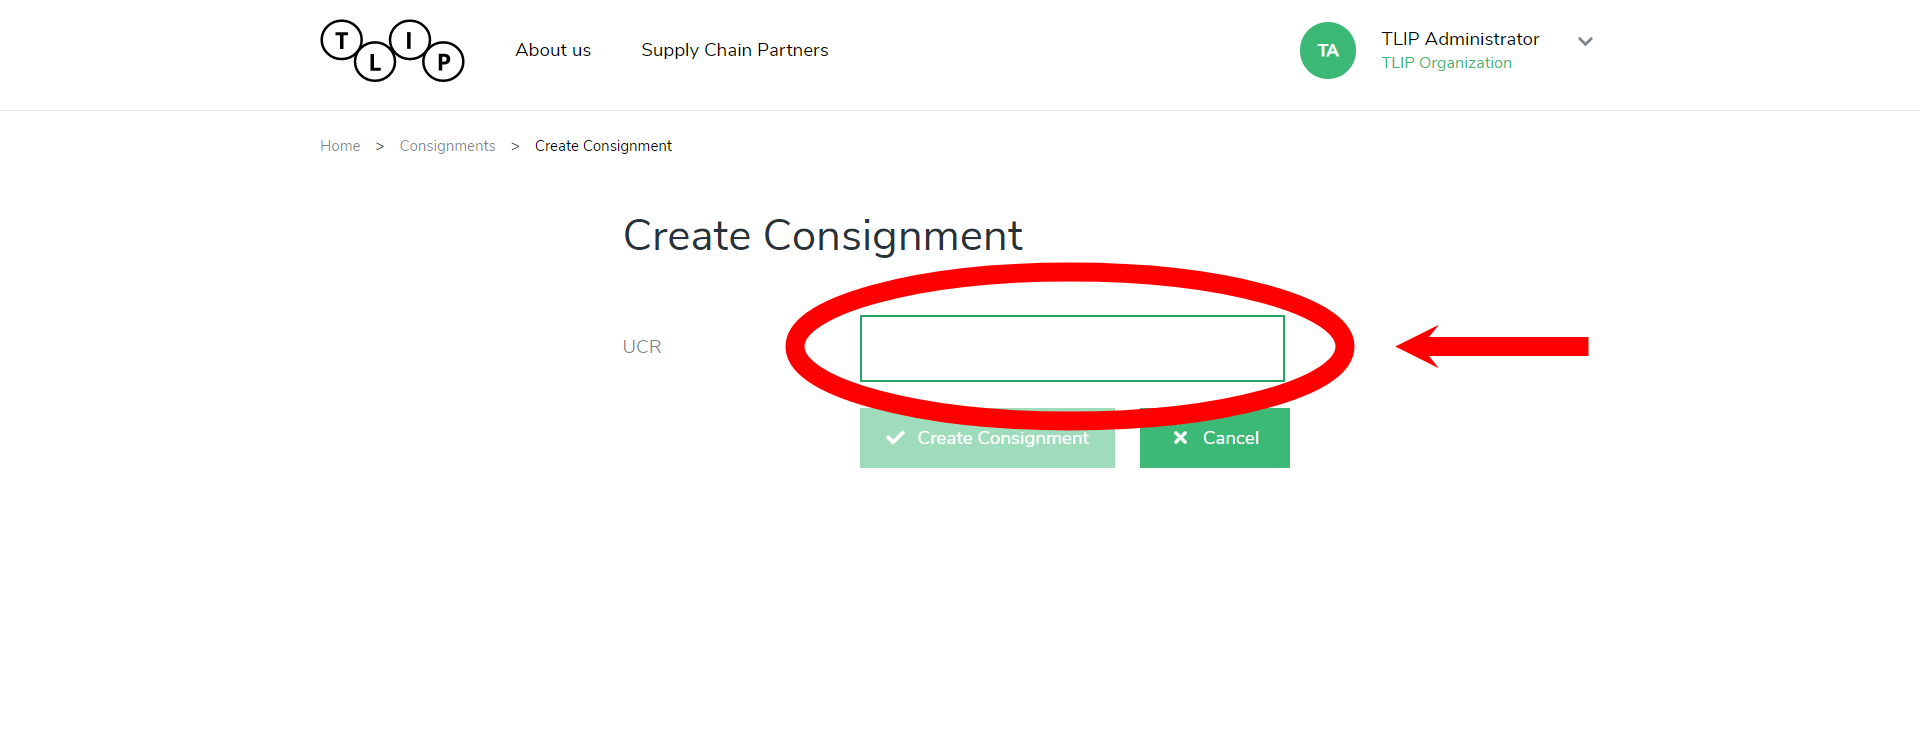 T L I P
About us
Supply Chain Partners
TA
TLIP Administrator
TLIP Organization
Home > Consignments > Create Consignment
Create Consignment
UCR
Create Consignment
Cancel